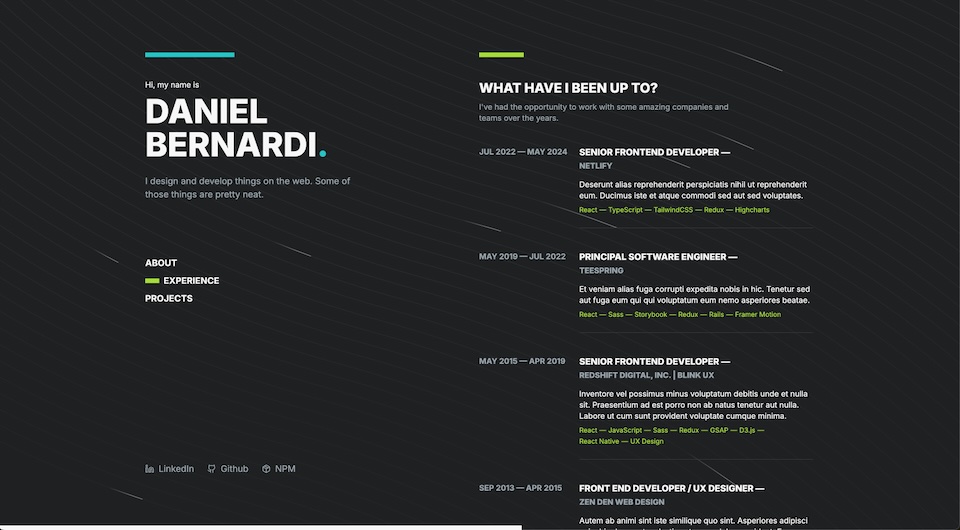 Hi, my name is
DANIEL
BERNARDI.
I design and develop things on the web. Some of
those things are pretty neat.
ABOUT
EXPERIENCE
PROJECTS
LinkedIn Github NPM
WHAT HAVE I BEEN UP TO?
I've had the opportunity to work with some amazing companies and
teams over the years.
JUL 2022 — MAY 2024
SENIOR FRONTEND DEVELOPER —
NETLIFY
Deserunt alias reprehenderit perspiciatis nihil ut reprehenderit
eum. Ducimus iste et atque commodi sed aut sed voluptates.
React — TypeScript — TailwindCSS — Redux — Highcharts
MAY 2019 — JUL 2022
PRINCIPAL SOFTWARE ENGINEER —
TEESPRING
Et veniam alias fuga corrupti expedita nobis in hic. Tenetur sed
aut fuga eum qui qui voluptatum eum nemo asperiores beatae.
React — Sass — Storybook — Redux — Rails — Framer Motion
MAY 2015 — APR 2019
SENIOR FRONTEND DEVELOPER —
REDSHIFT DIGITAL, INC. | BLINK UX
Inventore vel possimus minus voluptatum debitis unde et nulla
sit. Praesentium ad est porro non ab natus tenetur aut nulla.
Labore ut cum sunt provident voluptate cumque minima.
React — JavaScript — Sass — Redux — GSAP — D3.js —
React Native — UX Design
SEP 2013 — APR 2015
FRONT END DEVELOPER / UX DESIGNER —
ZEN DEN WEB DESIGN
Autem ab animi sint iste similique quo sint. Asperiores adipisci